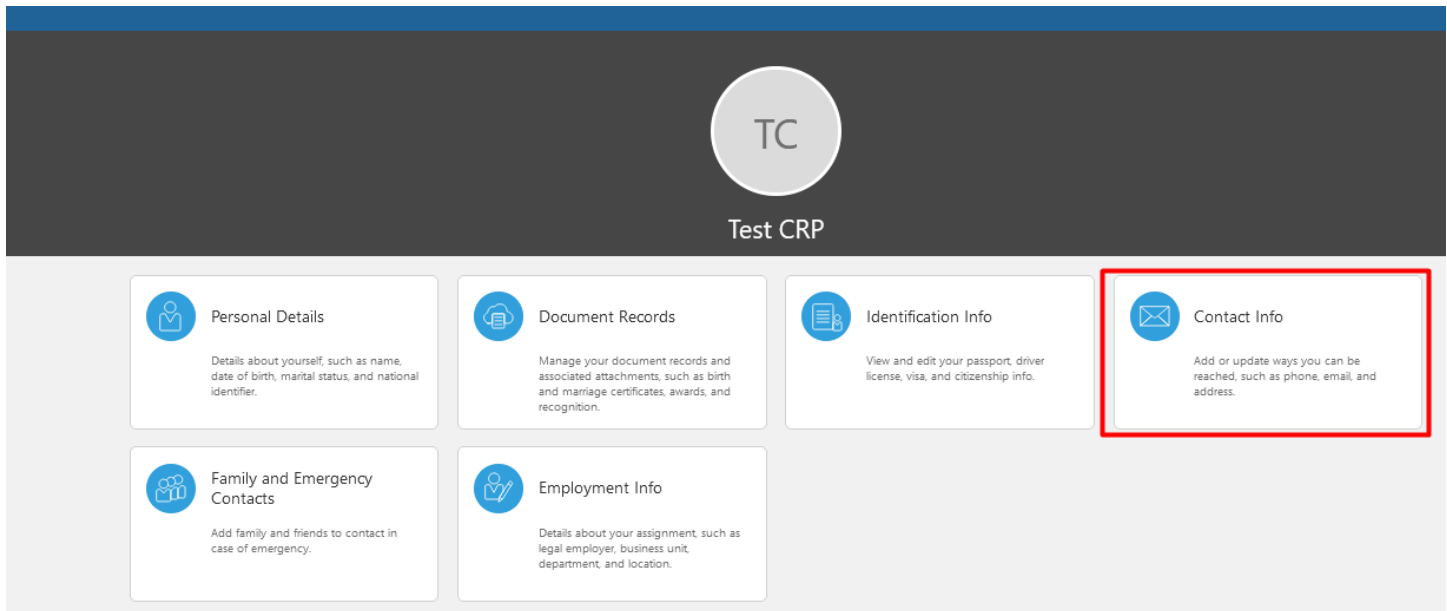 TC
Test CRP
Personal Details
Details about yourself, such as name,
date of birth, marital status, and national
identifier.
Document Records
Manage your document records and
associated attachments, such as birth
and marriage certificates, awards, and
recognition.
Identification Info
View and edit your passport, driver
license, visa, and citizenship info.
Contact Info
Add or update ways you can be
reached, such as phone, email, and
address.
Family and Emergency
Contacts
Add family and friends to contact in
case of emergency.
Employment Info
Details about your assignment, such as
legal employer, business unit,
department, and location.